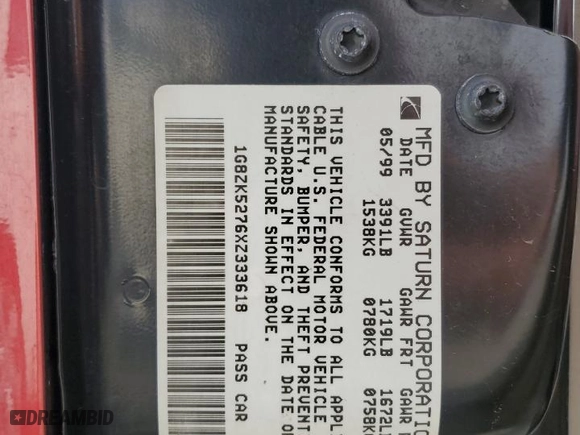 MFD BY SATURN CORPORATIO
DATE GVWR GAWR FRT GAWR
05/99 3391LB 1719LB 1672L
1538KG 0780KG 0758K
THIS VEHICLE CONFORMS TO ALL APPL
CABLE U.S. FEDERAL MOTOR VEHICLE
SAFETY, BUMPER, AND THEFT PREVENT
STANDARDS IN EFFECT ON THE DATE O
MANUFACTURE SHOWN ABOVE.
1G8ZK5276XZ333618 PASS CAR
DREAMBID